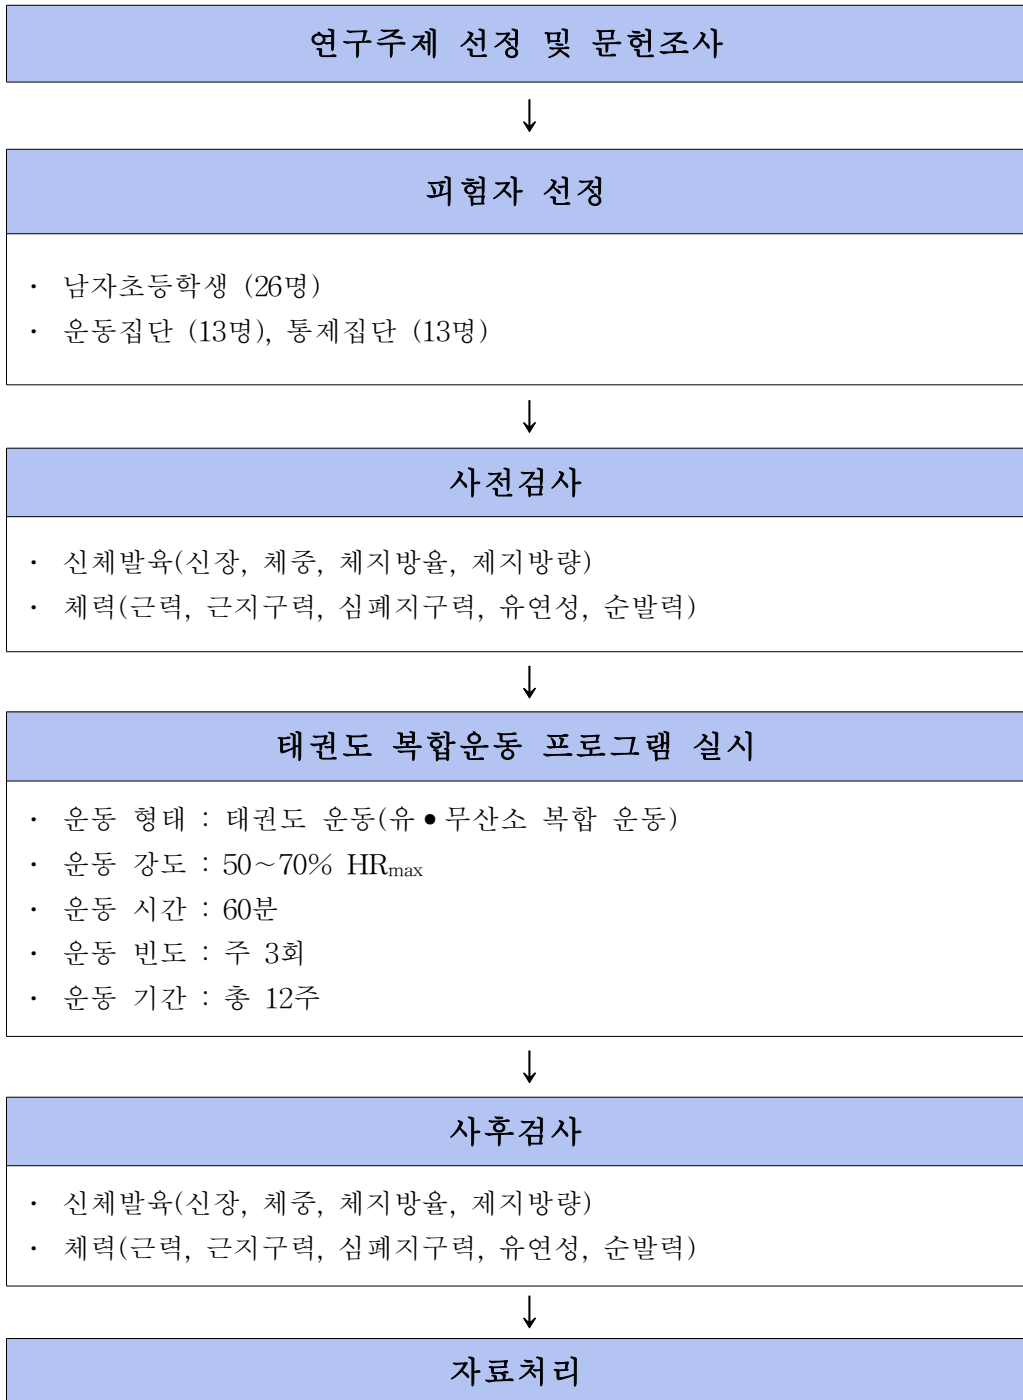 연구주제 선정 및 문헌조사
↓
피험자 선정
· 남자초등학생 (26명)
· 운동집단 (13명), 통제집단 (13명)
↓
사전검사
· 신체발육(신장, 체중, 체지방율, 제지방량)
· 체력(근력, 근지구력, 심폐지구력, 유연성, 순발력)
↓
태권도 복합운동 프로그램 실시
· 운동 형태 : 태권도 운동(유●무산소 복합 운동)
· 운동 강도 : 50～70% HRmax
· 운동 시간 : 60분
· 운동 빈도 : 주 3회
· 운동 기간 : 총 12주
↓
사후검사
· 신체발육(신장, 체중, 체지방율, 제지방량)
· 체력(근력, 근지구력, 심폐지구력, 유연성, 순발력)
↓
자료처리